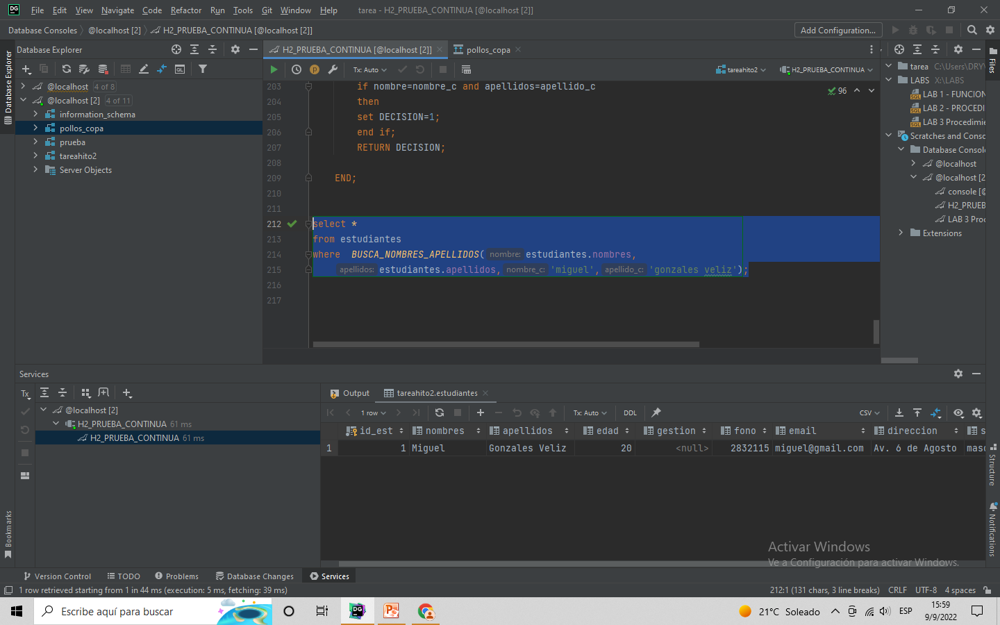 File Edit View Navigate Code Refactor Run Tools Git Window Help tarea - H2_PRUEBA_CONTINUA [@localhost [2]]
Database Consoles @localhost [2] H2_PRUEBA_CONTINUA [@localhost [2]] Add Configuration...
Database Explorer
Database Explorer
@localhost 4 of 8
@localhost [2] 4 of 11
information_schema
pollos_copa
prueba
tareahito2
Server Objects
H2_PRUEBA_CONTINUA [@localhost [2]] pollos_copa
Tx: Auto tareahito2 H2_PRUEBA_CONTINUA
96
203 if nombre=nombre_c and apellidos=apellido_c
204 then
205 set DECISION=1;
206 end if;
207 RETURN DECISION;
208
209 END;
210
211
212 select *
213 from estudiantes
214 where BUSCA_NOMBRES_APELLIDOS( nombre: estudiantes.nombres,
215 apellidos: estudiantes.apellidos, nombre_c: 'miguel', apellido_c: 'gonzales veliz');
216
217
tarea C:\Users\DRY
LABS X:\LABS
LAB 1 - FUNCION
LAB 2 - PROCEDI
LAB 3 Procedimie
Scratches and Consc
Database Consol
@localhost
@localhost [2
console [@
H2_PRUEB
LAB 3 Proc
Extensions
Files
Structure
Notifications
Services
Tx
@localhost [2]
H2_PRUEBA_CONTINUA 61 ms
H2_PRUEBA_CONTINUA 61 ms
Output tareahito2.estudiantes
1 row Tx: Auto DDL CSV
id_est nombres apellidos edad gestion fono email direccion s
1 1 Miguel Gonzales Veliz 20 <null> 2832115 miguel@gmail.com Av. 6 de Agosto masc
Activar Windows
Ve a Configuración para activar Windows.
Bookmarks
Version Control TODO Problems Database Changes Services
1 row retrieved starting from 1 in 44 ms (execution: 5 ms, fetching: 39 ms) 212:1 (131 chars, 3 line breaks) CRLF UTF-8 4 spaces
Escribe aquí para buscar
21°C Soleado ESP
15:59
9/9/2022